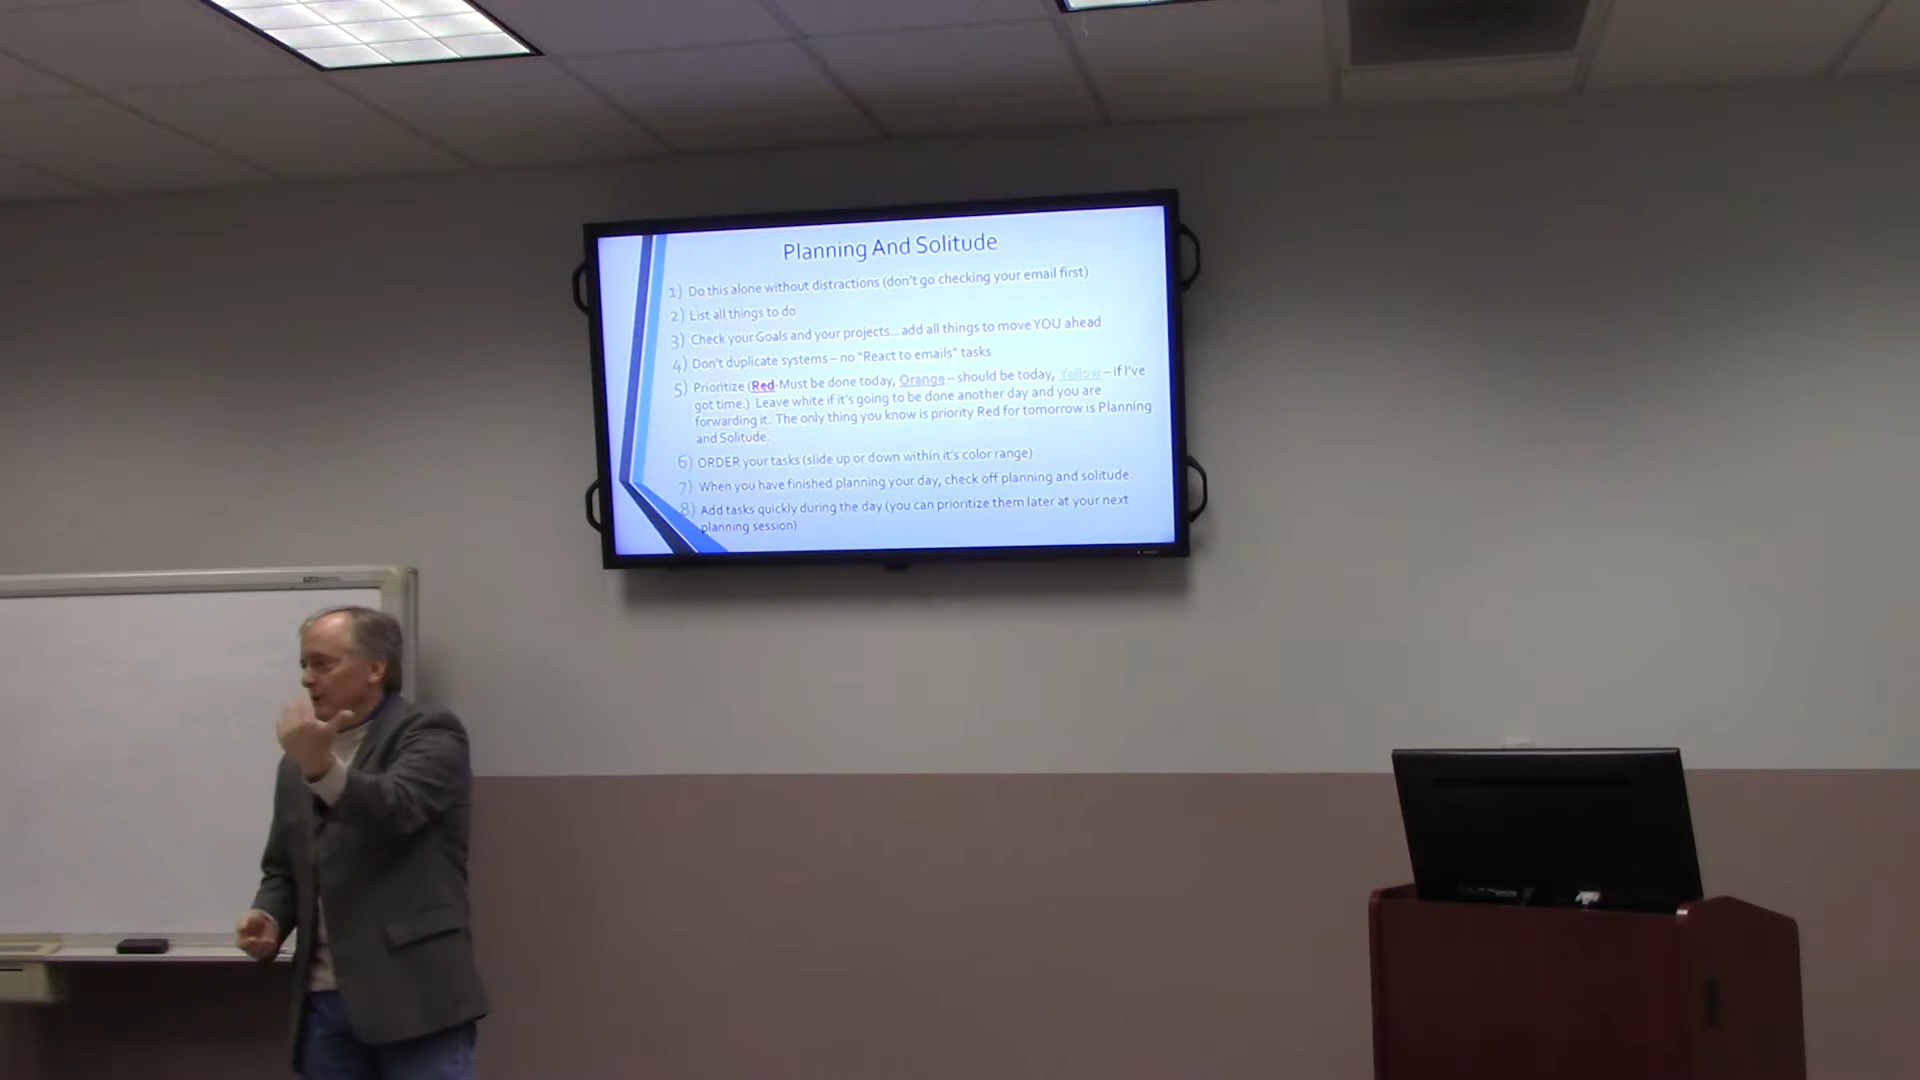 Planning And Solitude
1) Do this alone without distractions (don't go checking your email first)
2) List all things to do
3) Check your Goals and your projects...add all things to move YOU ahead
4) Don't duplicate systems – no "React to emails" tasks
5) Prioritize (Red-Must be done today, Orange – should be today, Yellow – if I've
got time.) Leave white if it's going to be done another day and you are
forwarding it. The only thing you know is priority Red for tomorrow is Planning
and Solitude.
6) ORDER your tasks (slide up or down within it's color range)
7) When you have finished planning your day, check off planning and solitude.
8) Add tasks quickly during the day (you can prioritize them later at your next
planning session)